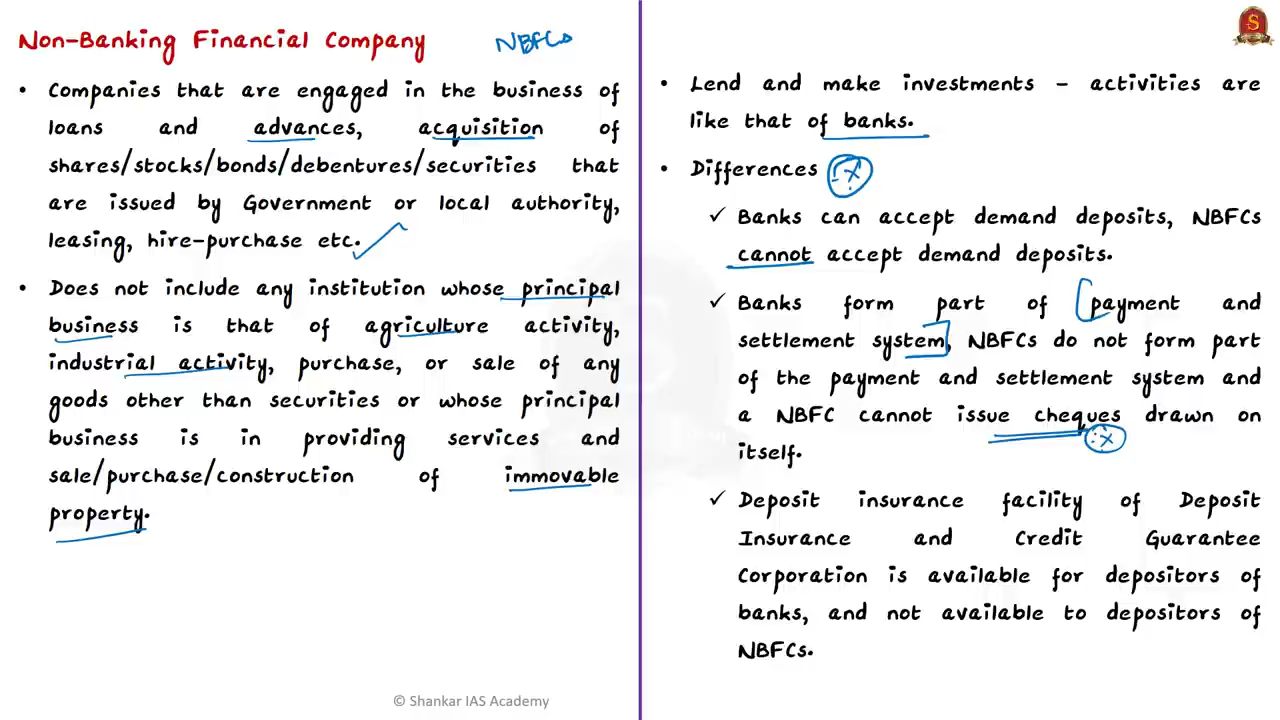 Non-Banking Financial Company NBFCs
• Companies that are engaged in the business of
loans and advances, acquisition of
shares/stocks/bonds/debentures/securities that
are issued by Government or local authority,
leasing, hire-purchase etc.
• Does not include any institution whose principal
business is that of agriculture activity,
industrial activity, purchase, or sale of any
goods other than securities or whose principal
business is in providing services and
sale/purchase/construction of immovable
property.
• Lend and make investments – activities are
like that of banks.
• Differences
✓ Banks can accept demand deposits, NBFCs
cannot accept demand deposits.
✓ Banks form part of payment and
settlement system, NBFCs do not form part
of the payment and settlement system and
a NBFC cannot issue cheques drawn on
itself.
✓ Deposit insurance facility of Deposit
Insurance and Credit Guarantee
Corporation is available for depositors of
banks, and not available to depositors of
NBFCs.
© Shankar IAS Academy